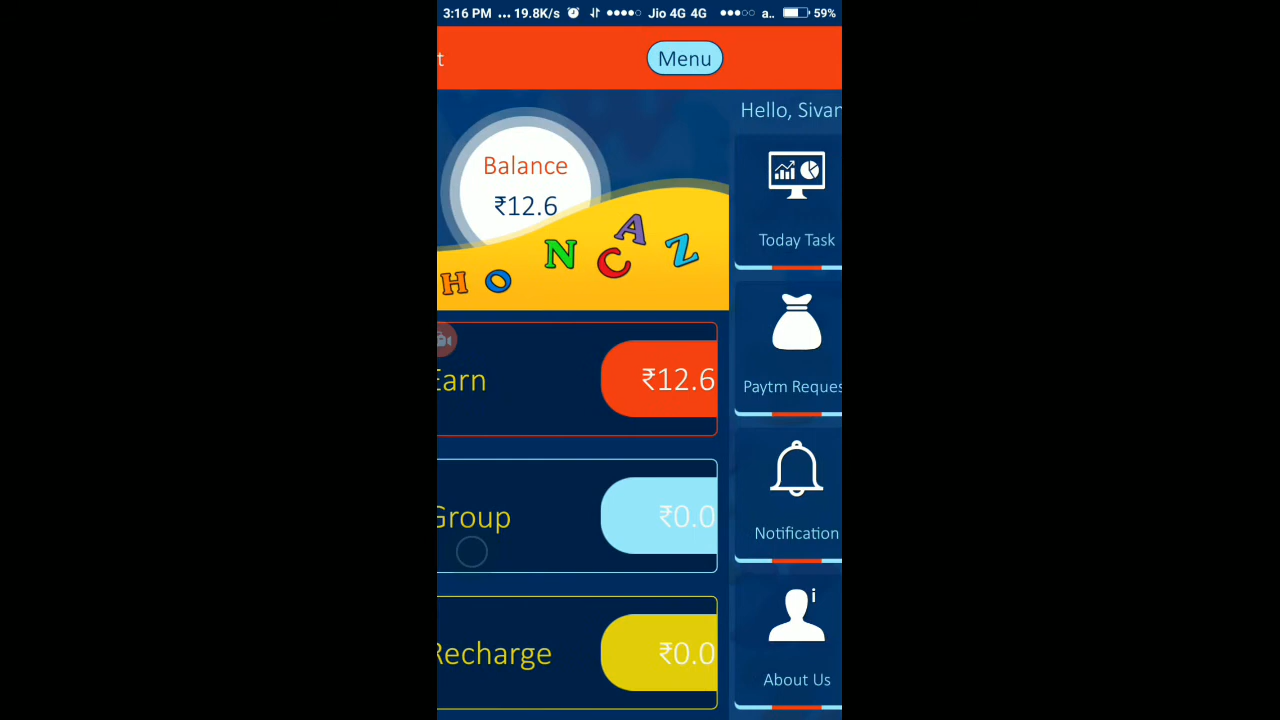 3:16 PM ... 19.8K/s Jio 4G 4G a.. 59%
t Menu
Hello, Sivar
Balance
₹12.6
H O N C A Z
Today Task
Earn ₹12.6
Paytm Reques
Group ₹0.0
Notification
Recharge ₹0.0
i
About Us